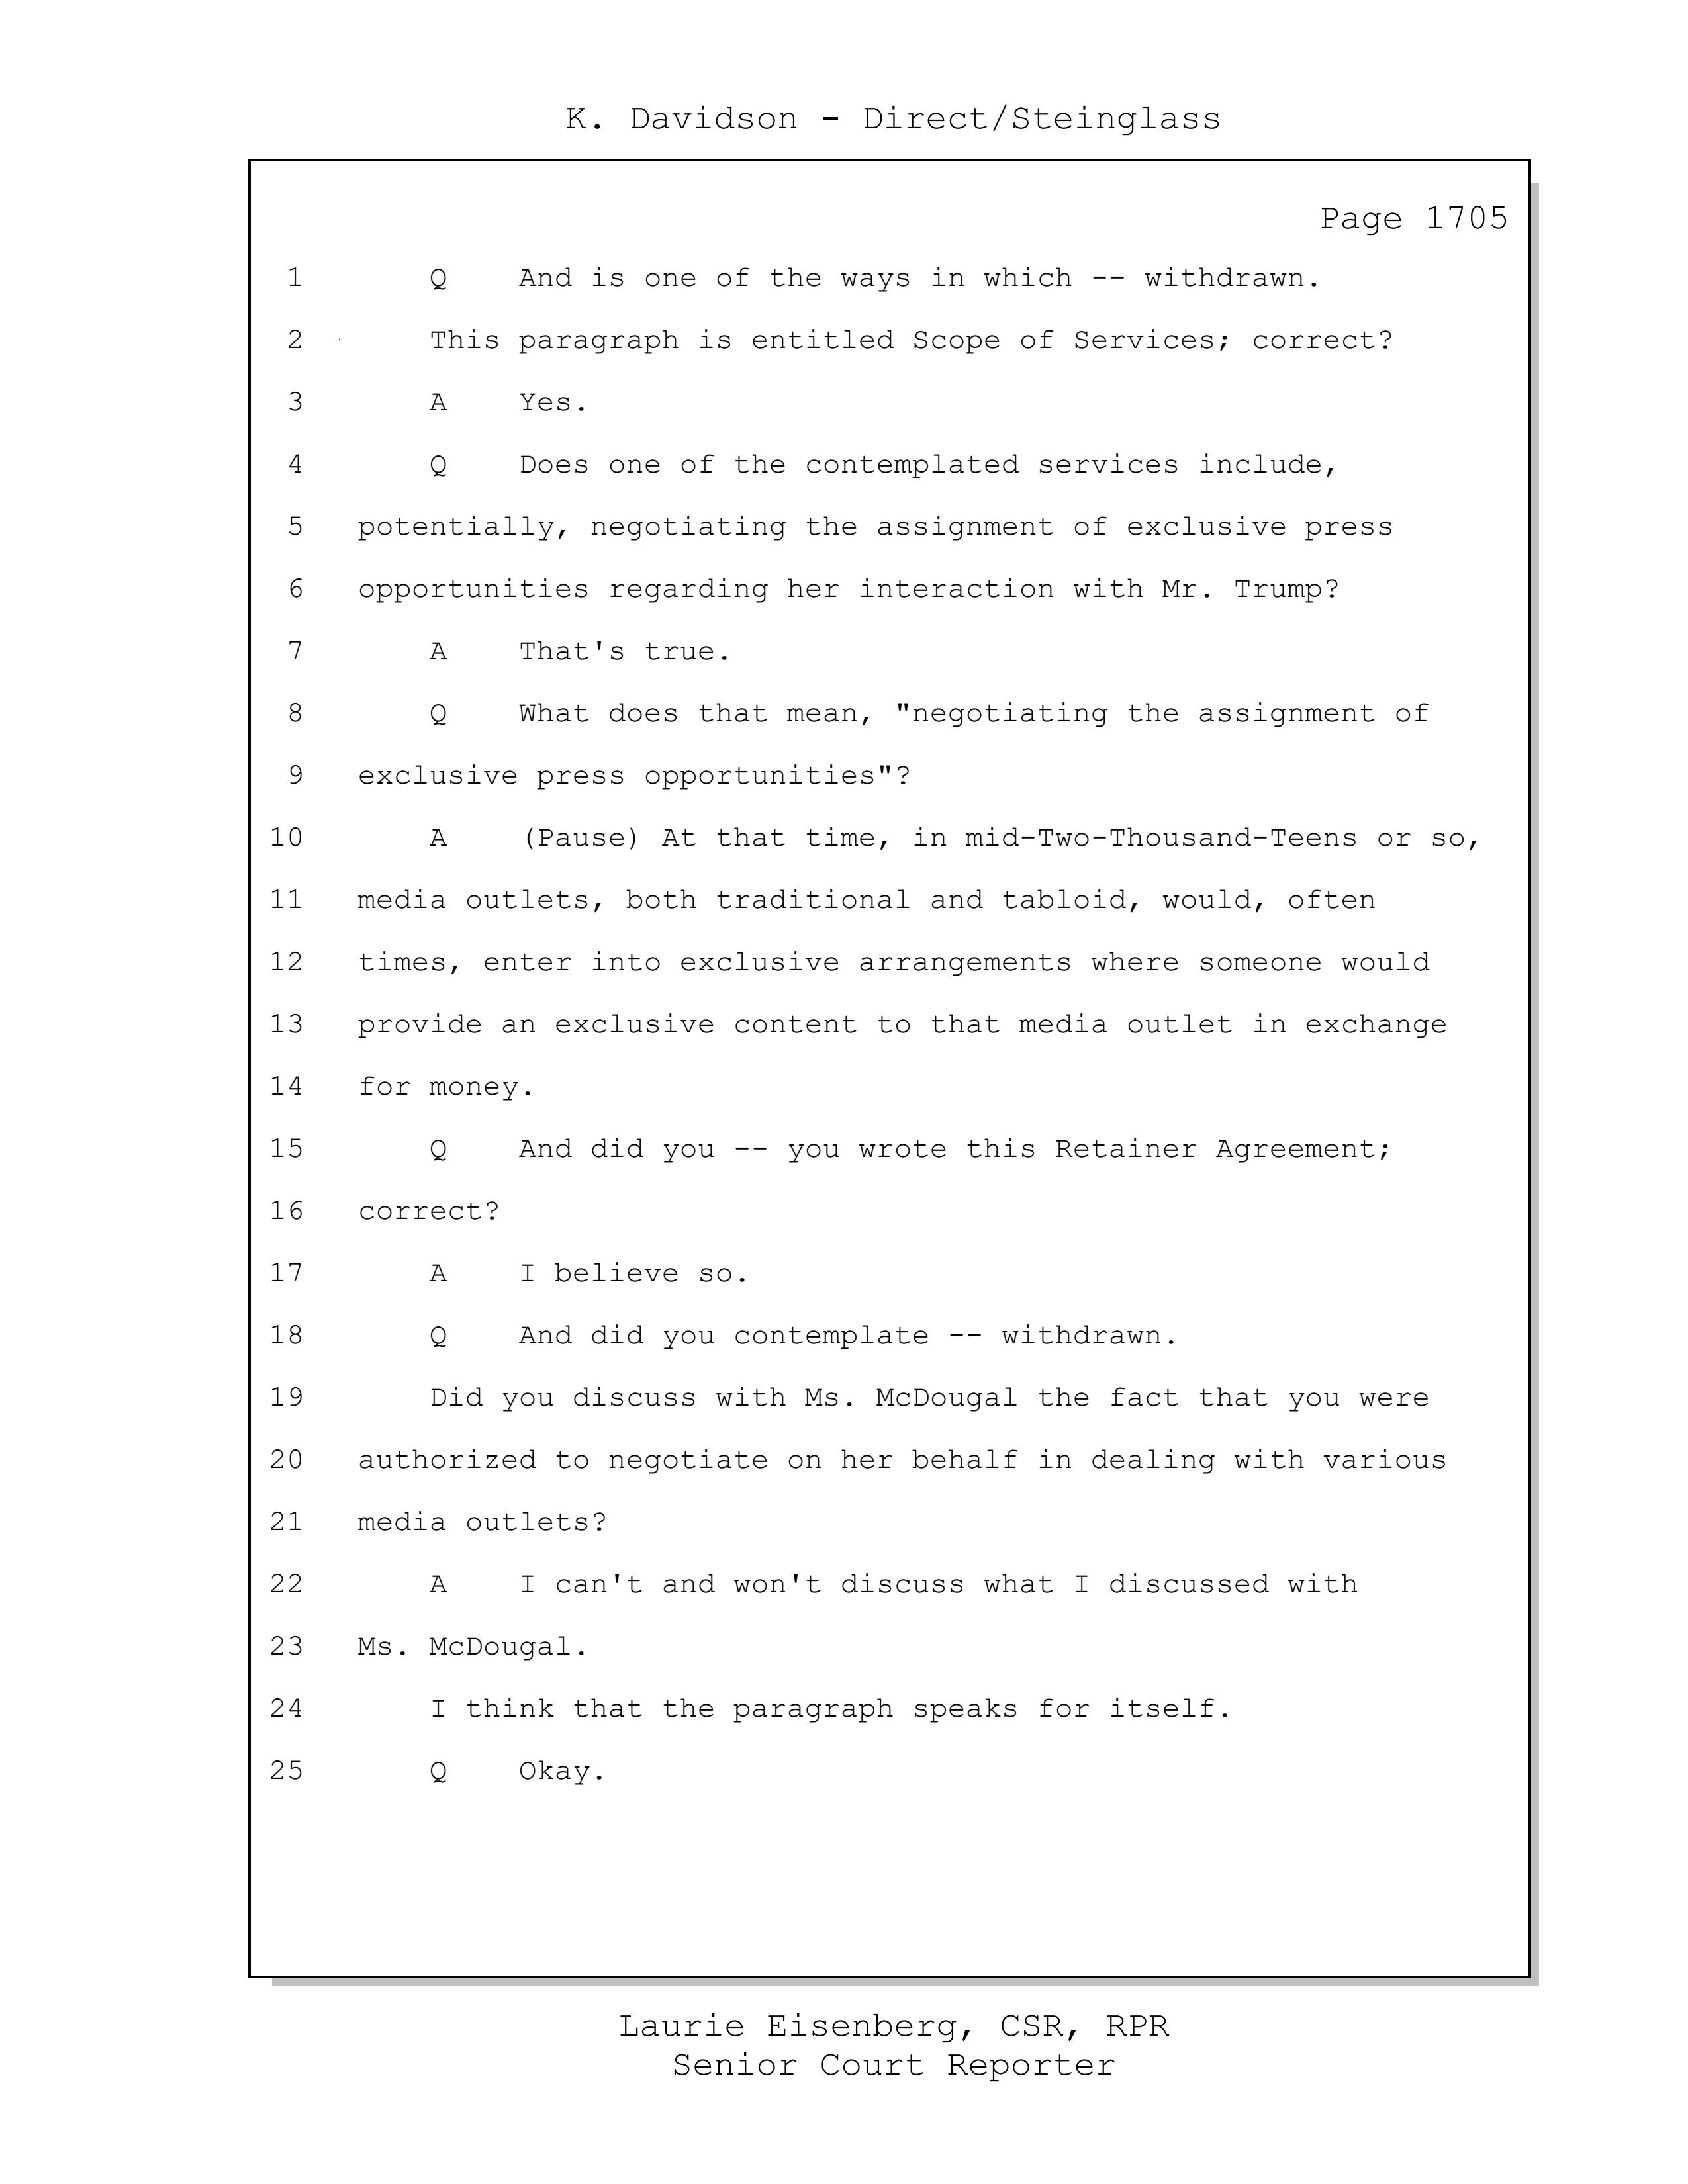 K. Davidson - Direct/Steinglass
Page 1705
1 Q And is one of the ways in which -- withdrawn.
2 This paragraph is entitled Scope of Services; correct?
3 A Yes.
4 Q Does one of the contemplated services include,
5 potentially, negotiating the assignment of exclusive press
6 opportunities regarding her interaction with Mr. Trump?
7 A That's true.
8 Q What does that mean, "negotiating the assignment of
9 exclusive press opportunities"?
10 A (Pause) At that time, in mid-Two-Thousand-Teens or so,
11 media outlets, both traditional and tabloid, would, often
12 times, enter into exclusive arrangements where someone would
13 provide an exclusive content to that media outlet in exchange
14 for money.
15 Q And did you -- you wrote this Retainer Agreement;
16 correct?
17 A I believe so.
18 Q And did you contemplate -- withdrawn.
19 Did you discuss with Ms. McDougal the fact that you were
20 authorized to negotiate on her behalf in dealing with various
21 media outlets?
22 A I can't and won't discuss what I discussed with
23 Ms. McDougal.
24 I think that the paragraph speaks for itself.
25 Q Okay.
Laurie Eisenberg, CSR, RPR
Senior Court Reporter